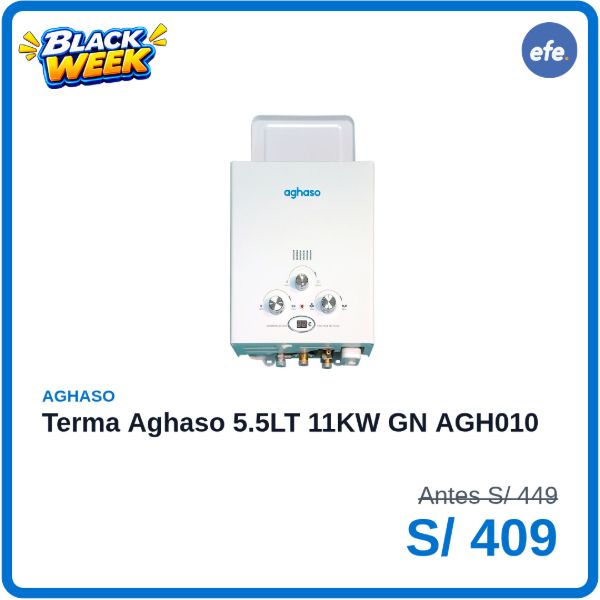 BLACK
WEEK
efe.
aghaso
AGHASO
Terma Aghaso 5.5LT 11KW GN AGH010
Antes S/ 449
S/ 409